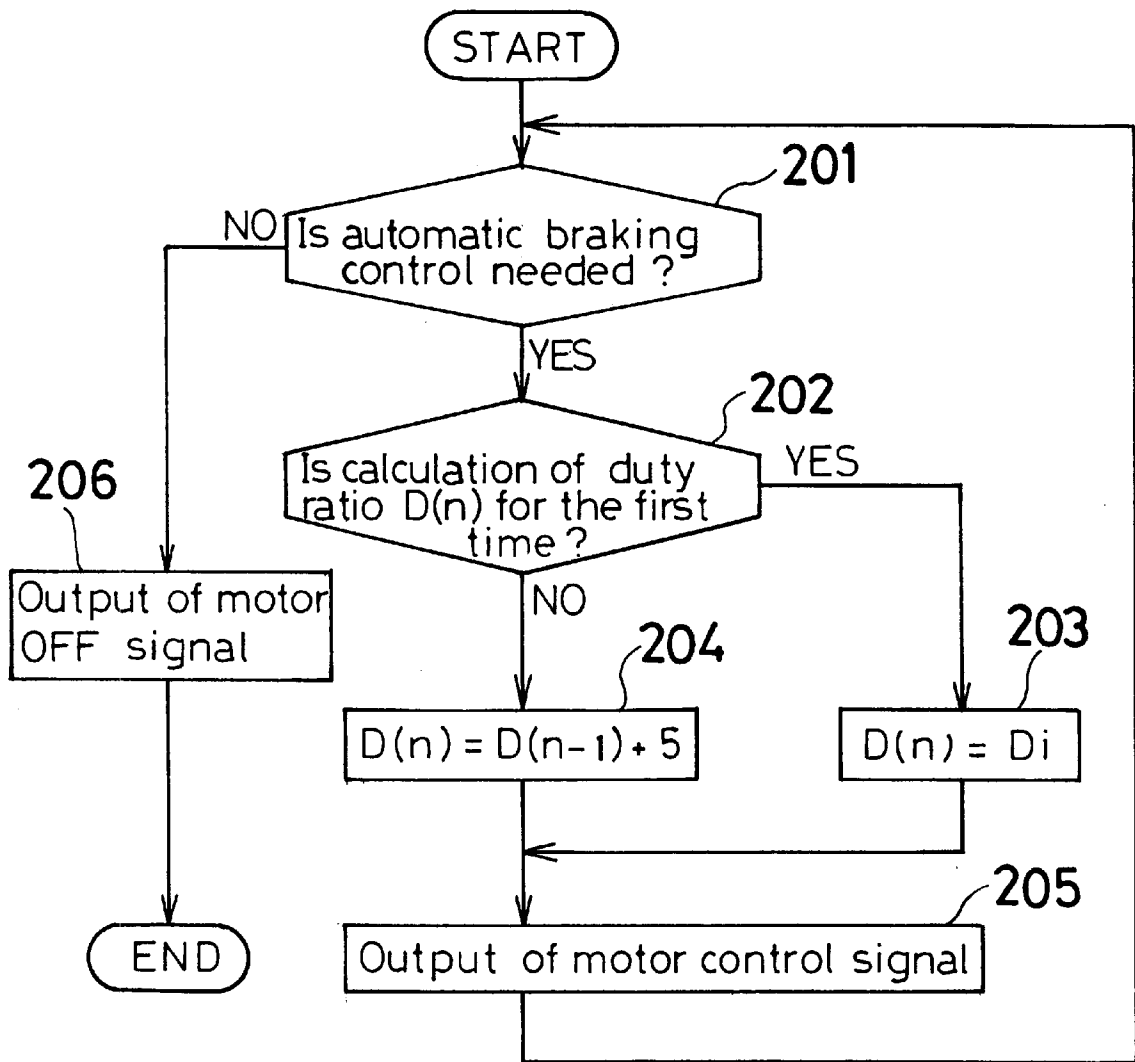 START
201
NO
Is automatic braking
control needed ?
YES
202
Is calculation of duty
ratio D(n) for the first
time ?
YES
206
NO
Output of motor
OFF signal
204
203
D(n) = D(n-1) + 5
D(n) = Di
205
END
Output of motor control signal